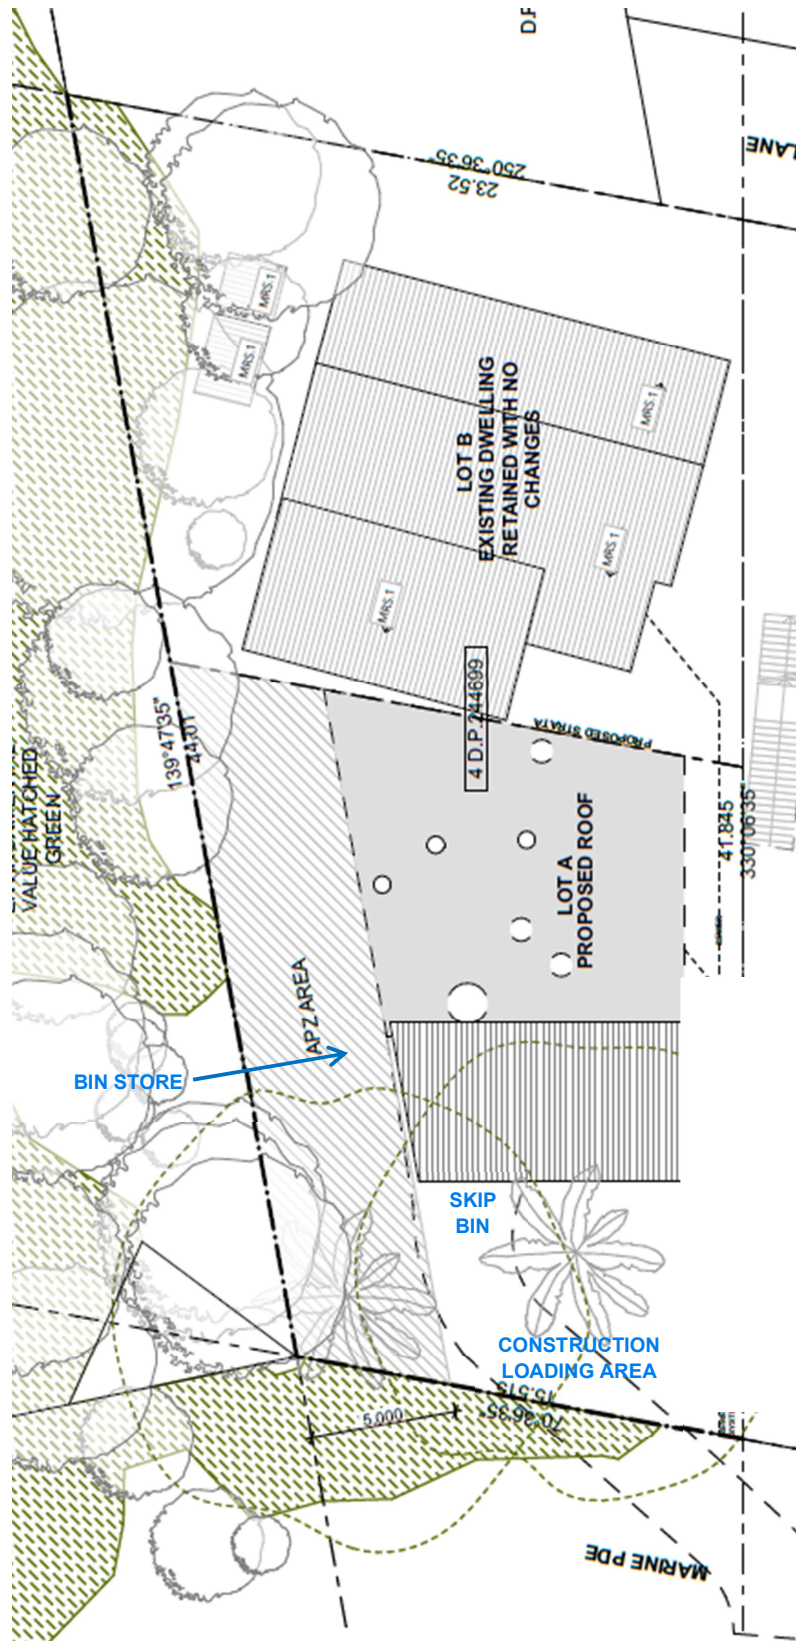 D.P
LANE
250°36'35"
23.52
MRS.1
MRS.1
MRS.1
LOT B
EXISTING DWELLING
RETAINED WITH NO
CHANGES
MRS.1
MRS.1
4 D.P.244699
PROPOSED STRATA
139°47'35"
44.01
VALUE HATCHED
GREEN
41.845
330°06'35"
LOT A
PROPOSED ROOF
APZ AREA
BIN STORE
SKIP
BIN
CONSTRUCTION
LOADING AREA
15.515
70°36'35"
5.000
MARINE PDE